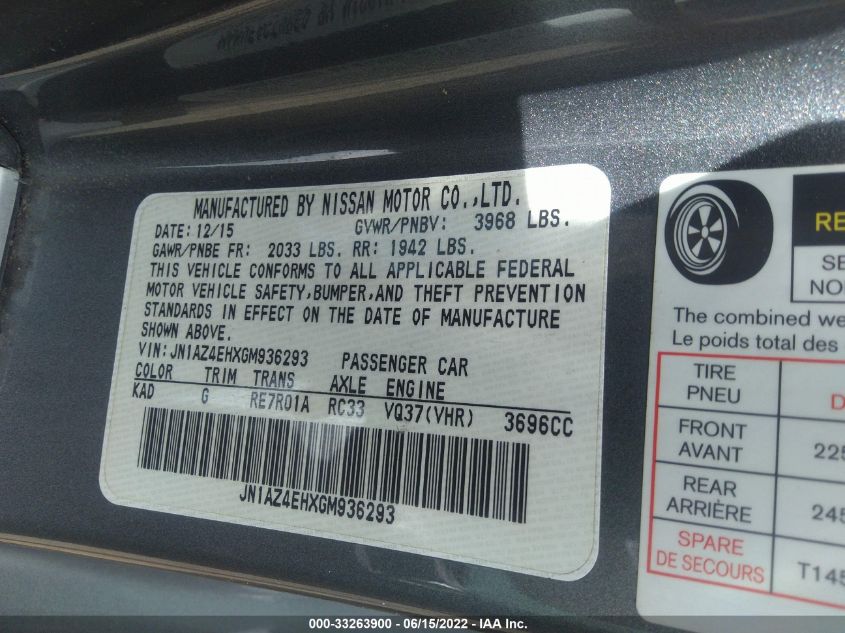 MANUFACTURED BY NISSAN MOTOR CO.,LTD.
DATE: 12/15 GVWR/PNBV: 3968 LBS.
GAWR/PNBE FR: 2033 LBS. RR: 1942 LBS.
THIS VEHICLE CONFORMS TO ALL APPLICABLE FEDERAL
MOTOR VEHICLE SAFETY,BUMPER,AND THEFT PREVENTION
STANDARDS IN EFFECT ON THE DATE OF MANUFACTURE
SHOWN ABOVE.
VIN:JN1AZ4EHXGM936293 PASSENGER CAR
COLOR TRIM TRANS AXLE ENGINE
KAD G RE7R01A RC33 VQ37(VHR) 3696CC
JN1AZ4EHXGM936293
The combined
Le poids total des
TIRE
PNEU
FRONT
AVANT
REAR
ARRIÈRE
245
SPARE
DE SECOURS
T145
000-33263900 - 06/15/2022 - IAA Inc.